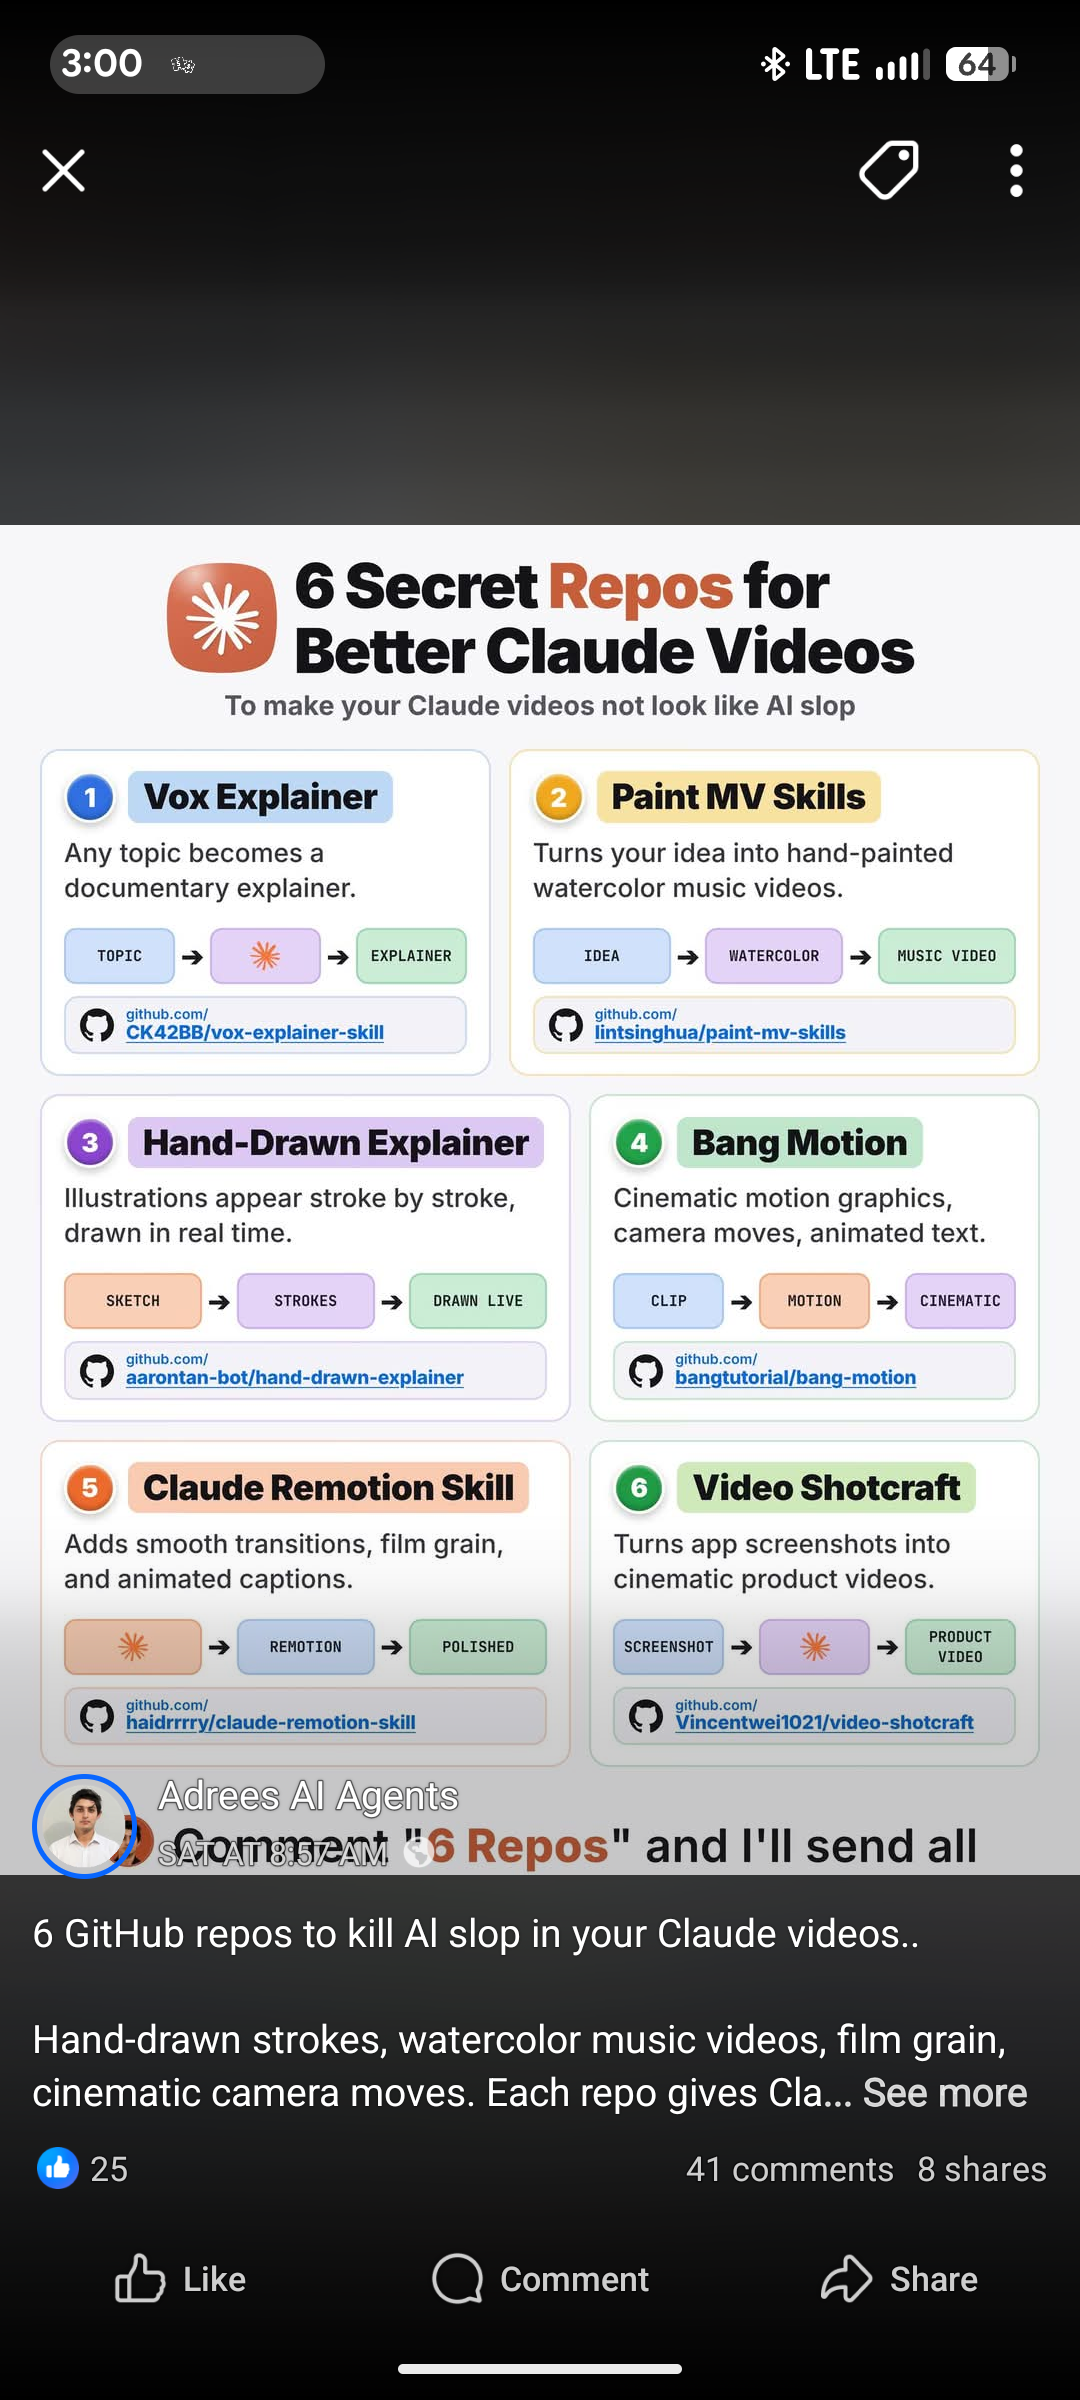 3:00
LTE
64
6 Secret Repos for
Better Claude Videos
To make your Claude videos not look like AI slop
1 Vox Explainer
Any topic becomes a
documentary explainer.
TOPIC ➔ ➔ EXPLAINER
github.com/
CK42BB/vox-explainer-skill
2 Paint MV Skills
Turns your idea into hand-painted
watercolor music videos.
IDEA ➔ WATERCOLOR ➔ MUSIC VIDEO
github.com/
lintsinghua/paint-mv-skills
3 Hand-Drawn Explainer
Illustrations appear stroke by stroke,
drawn in real time.
SKETCH ➔ STROKES ➔ DRAWN LIVE
github.com/
aarontan-bot/hand-drawn-explainer
4 Bang Motion
Cinematic motion graphics,
camera moves, animated text.
CLIP ➔ MOTION ➔ CINEMATIC
github.com/
bangtutorial/bang-motion
5 Claude Remotion Skill
Adds smooth transitions, film grain,
and animated captions.
➔ REMOTION ➔ POLISHED
github.com/
haidrrrry/claude-remotion-skill
6 Video Shotcraft
Turns app screenshots into
cinematic product videos.
SCREENSHOT ➔ ➔ PRODUCT
VIDEO
github.com/
Vincentwei1021/video-shotcraft
Adrees AI Agents
SAT AT 8:57 AM
Comment "6 Repos" and I'll send all
6 GitHub repos to kill AI slop in your Claude videos..
Hand-drawn strokes, watercolor music videos, film grain,
cinematic camera moves. Each repo gives Cla... See more
25
41 comments 8 shares
Like
Comment
Share